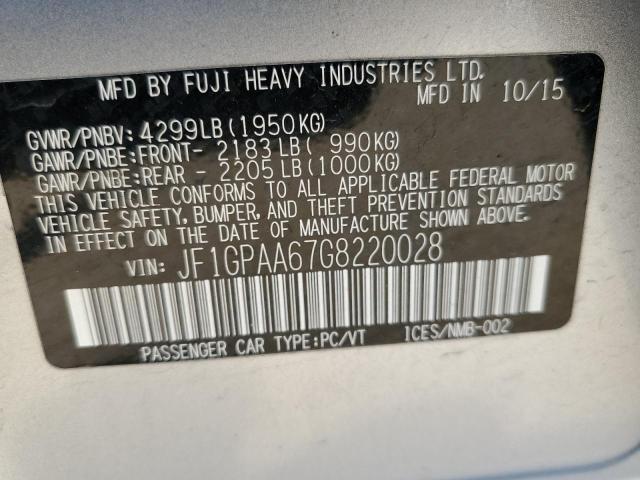 MFD BY FUJI HEAVY INDUSTRIES LTD.
MFD IN 10/15
GVWR/PNBV: 4299LB(1950KG)
GAWR/PNBE:FRONT- 2183LB( 990KG)
GAWR/PNBE:REAR - 2205LB(1000KG)
THIS VEHICLE CONFORMS TO ALL APPLICABLE FEDERAL MOTOR
VEHICLE SAFETY, BUMPER, AND THEFT PREVENTION STANDARDS
IN EFFECT ON THE DATE OF MANUFACTURE SHOWN ABOVE.
VIN: JF1GPAA67G8220028
PASSENGER CAR TYPE:PC/VT ICES/NMB-002